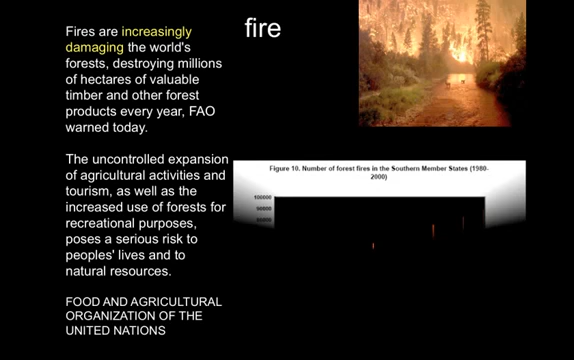 fire
Fires are increasingly
damaging the world's
forests, destroying millions
of hectares of valuable
timber and other forest
products every year, FAO
warned today.
The uncontrolled expansion
of agricultural activities and
tourism, as well as the
increased use of forests for
recreational purposes,
poses a serious risk to
peoples' lives and to
natural resources.
FOOD AND AGRICULTURAL
ORGANIZATION OF THE
UNITED NATIONS
Figure 10. Number of forest fires in the Southern Member States (1980-
2000)
100000
90000